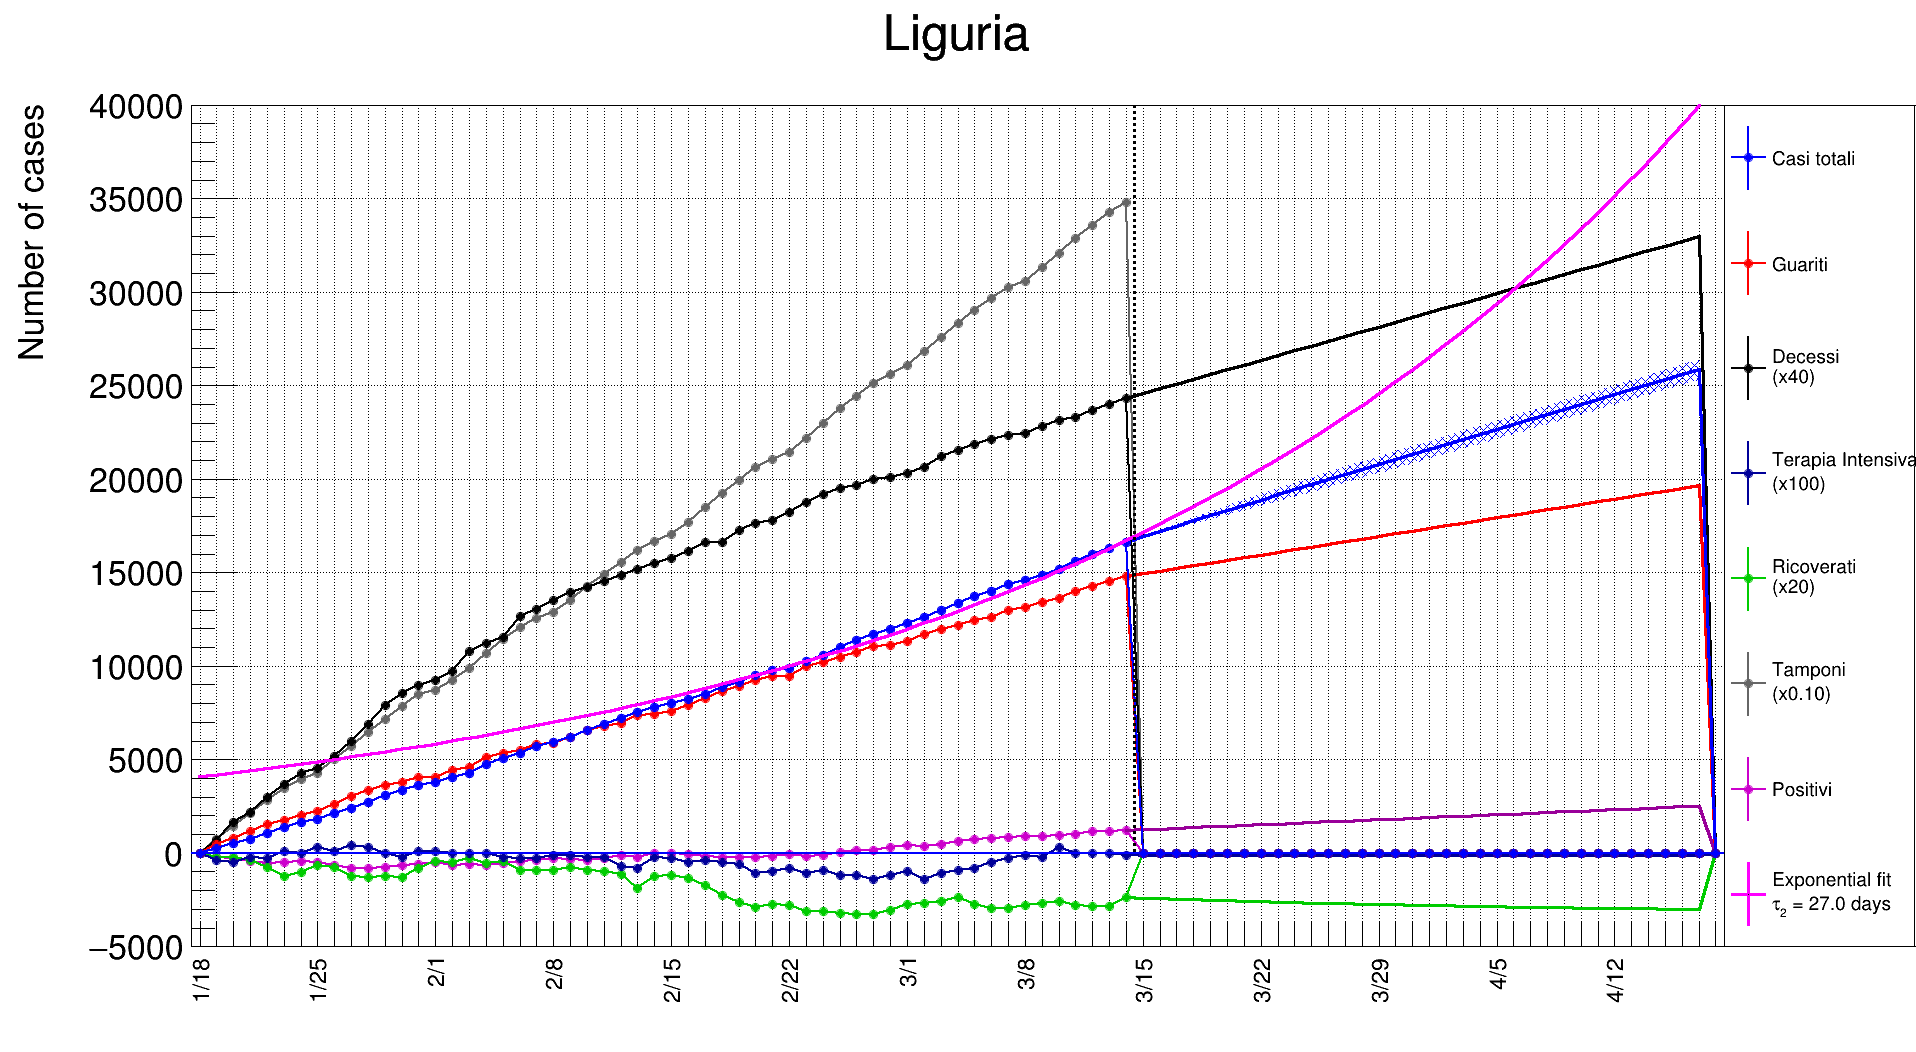 Liguria
Number of cases
40000
35000
30000
25000
20000
15000
10000
5000
0
−5000
1/18
1/25
2/1
2/8
2/15
2/22
3/1
3/8
3/15
3/22
3/29
4/5
4/12
Casi totali
Guariti
Decessi
(x40)
Terapia Intensiva
(x100)
Ricoverati
(x20)
Tamponi
(x0.10)
Positivi
Exponential fit
τ2 = 27.0 days